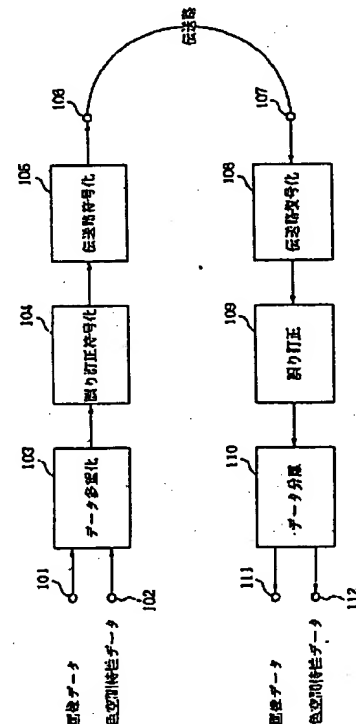 画像データ
色空間特性データ
101
102
103
データ多重化
104
誤り訂正符号化
105
伝送路符号化
106
伝送路
107
108
伝送路復号化
109
誤り訂正
110
データ分離
111
112
画像データ
色空間特性データ